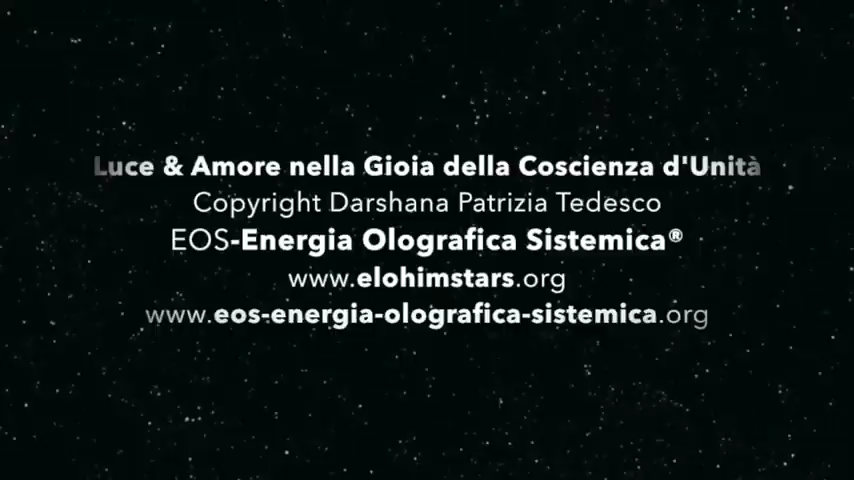 Luce & Amore nella Gioia della Coscienza d'Unità
Copyright Darshana Patrizia Tedesco
EOS-Energia Olografica Sistemica®
www.elohimstars.org
www.eos-energia-olografica-sistemica.org